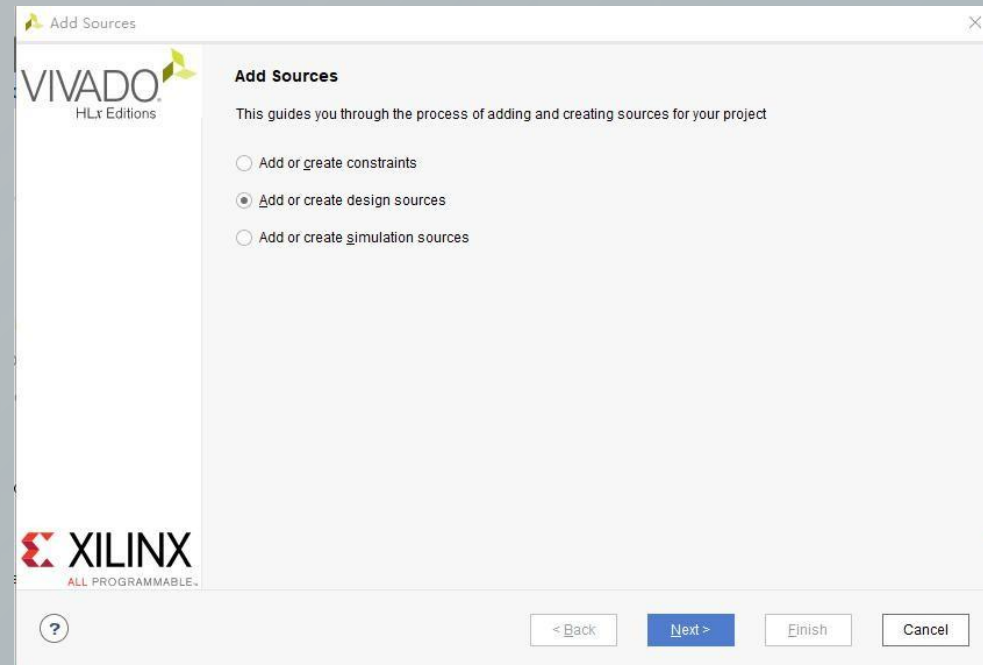 Add Sources
VIVADO
HLx Editions
Add Sources
This guides you through the process of adding and creating sources for your project
Add or create constraints
Add or create design sources
Add or create simulation sources
XILINX
ALL PROGRAMMABLE.
?
< Back
Next >
Finish
Cancel